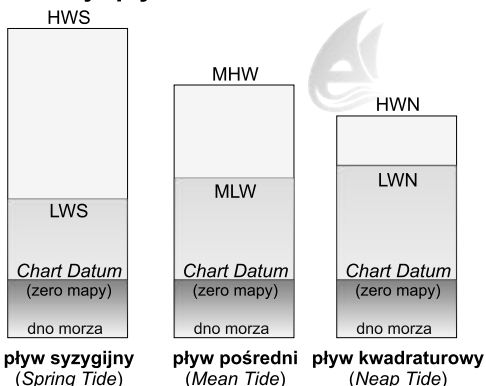 HWS
LWS
Chart Datum
(zero mapy)
dno morza
pływ syzygijny
(Spring Tide)
MHW
MLW
Chart Datum
(zero mapy)
dno morza
pływ pośredni
(Mean Tide)
HWN
LWN
Chart Datum
(zero mapy)
dno morza
pływ kwadraturowy
(Neap Tide)